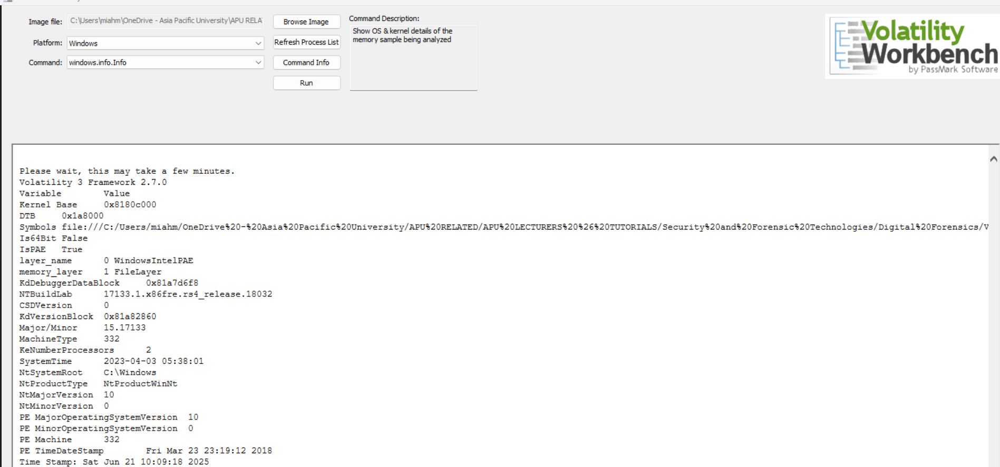 Image file:
C:\Users\miahm\OneDrive - Asia Pacific University\APU RELA
Browse Image
Command Description:
Platform:
Windows
Refresh Process List
Show OS & kernel details of the
memory sample being analyzed
Command:
windows.info.Info
Command Info
Run
Volatility
Workbench
by PassMark Software
Please wait, this may take a few minutes.
Volatility 3 Framework 2.7.0
Variable Value
Kernel Base 0x8180c000
DTB 0x1a8000
Symbols file:///C:/Users/miahm/OneDrive%20-%20Asia%20Pacific%20University/APU%20RELATED/APU%20LECTURERS%20%26%20TUTORIALS/Security%20and%20Forensic%20Technologies/Digital%20Forensics/V
Is64Bit False
IsPAE True
layer_name 0 WindowsIntelPAE
memory_layer 1 FileLayer
KdDebuggerDataBlock 0x81a7d6f8
NTBuildLab 17133.1.x86fre.rs4_release.18032
CSDVersion 0
KdVersionBlock 0x81a82860
Major/Minor 15.17133
MachineType 332
KeNumberProcessors 2
SystemTime 2023-04-03 05:38:01
NtSystemRoot C:\Windows
NtProductType NtProductWinNt
NtMajorVersion 10
NtMinorVersion 0
PE MajorOperatingSystemVersion 10
PE MinorOperatingSystemVersion 0
PE Machine 332
PE TimeDateStamp Fri Mar 23 23:19:12 2018
Time Stamp: Sat Jun 21 10:09:18 2025